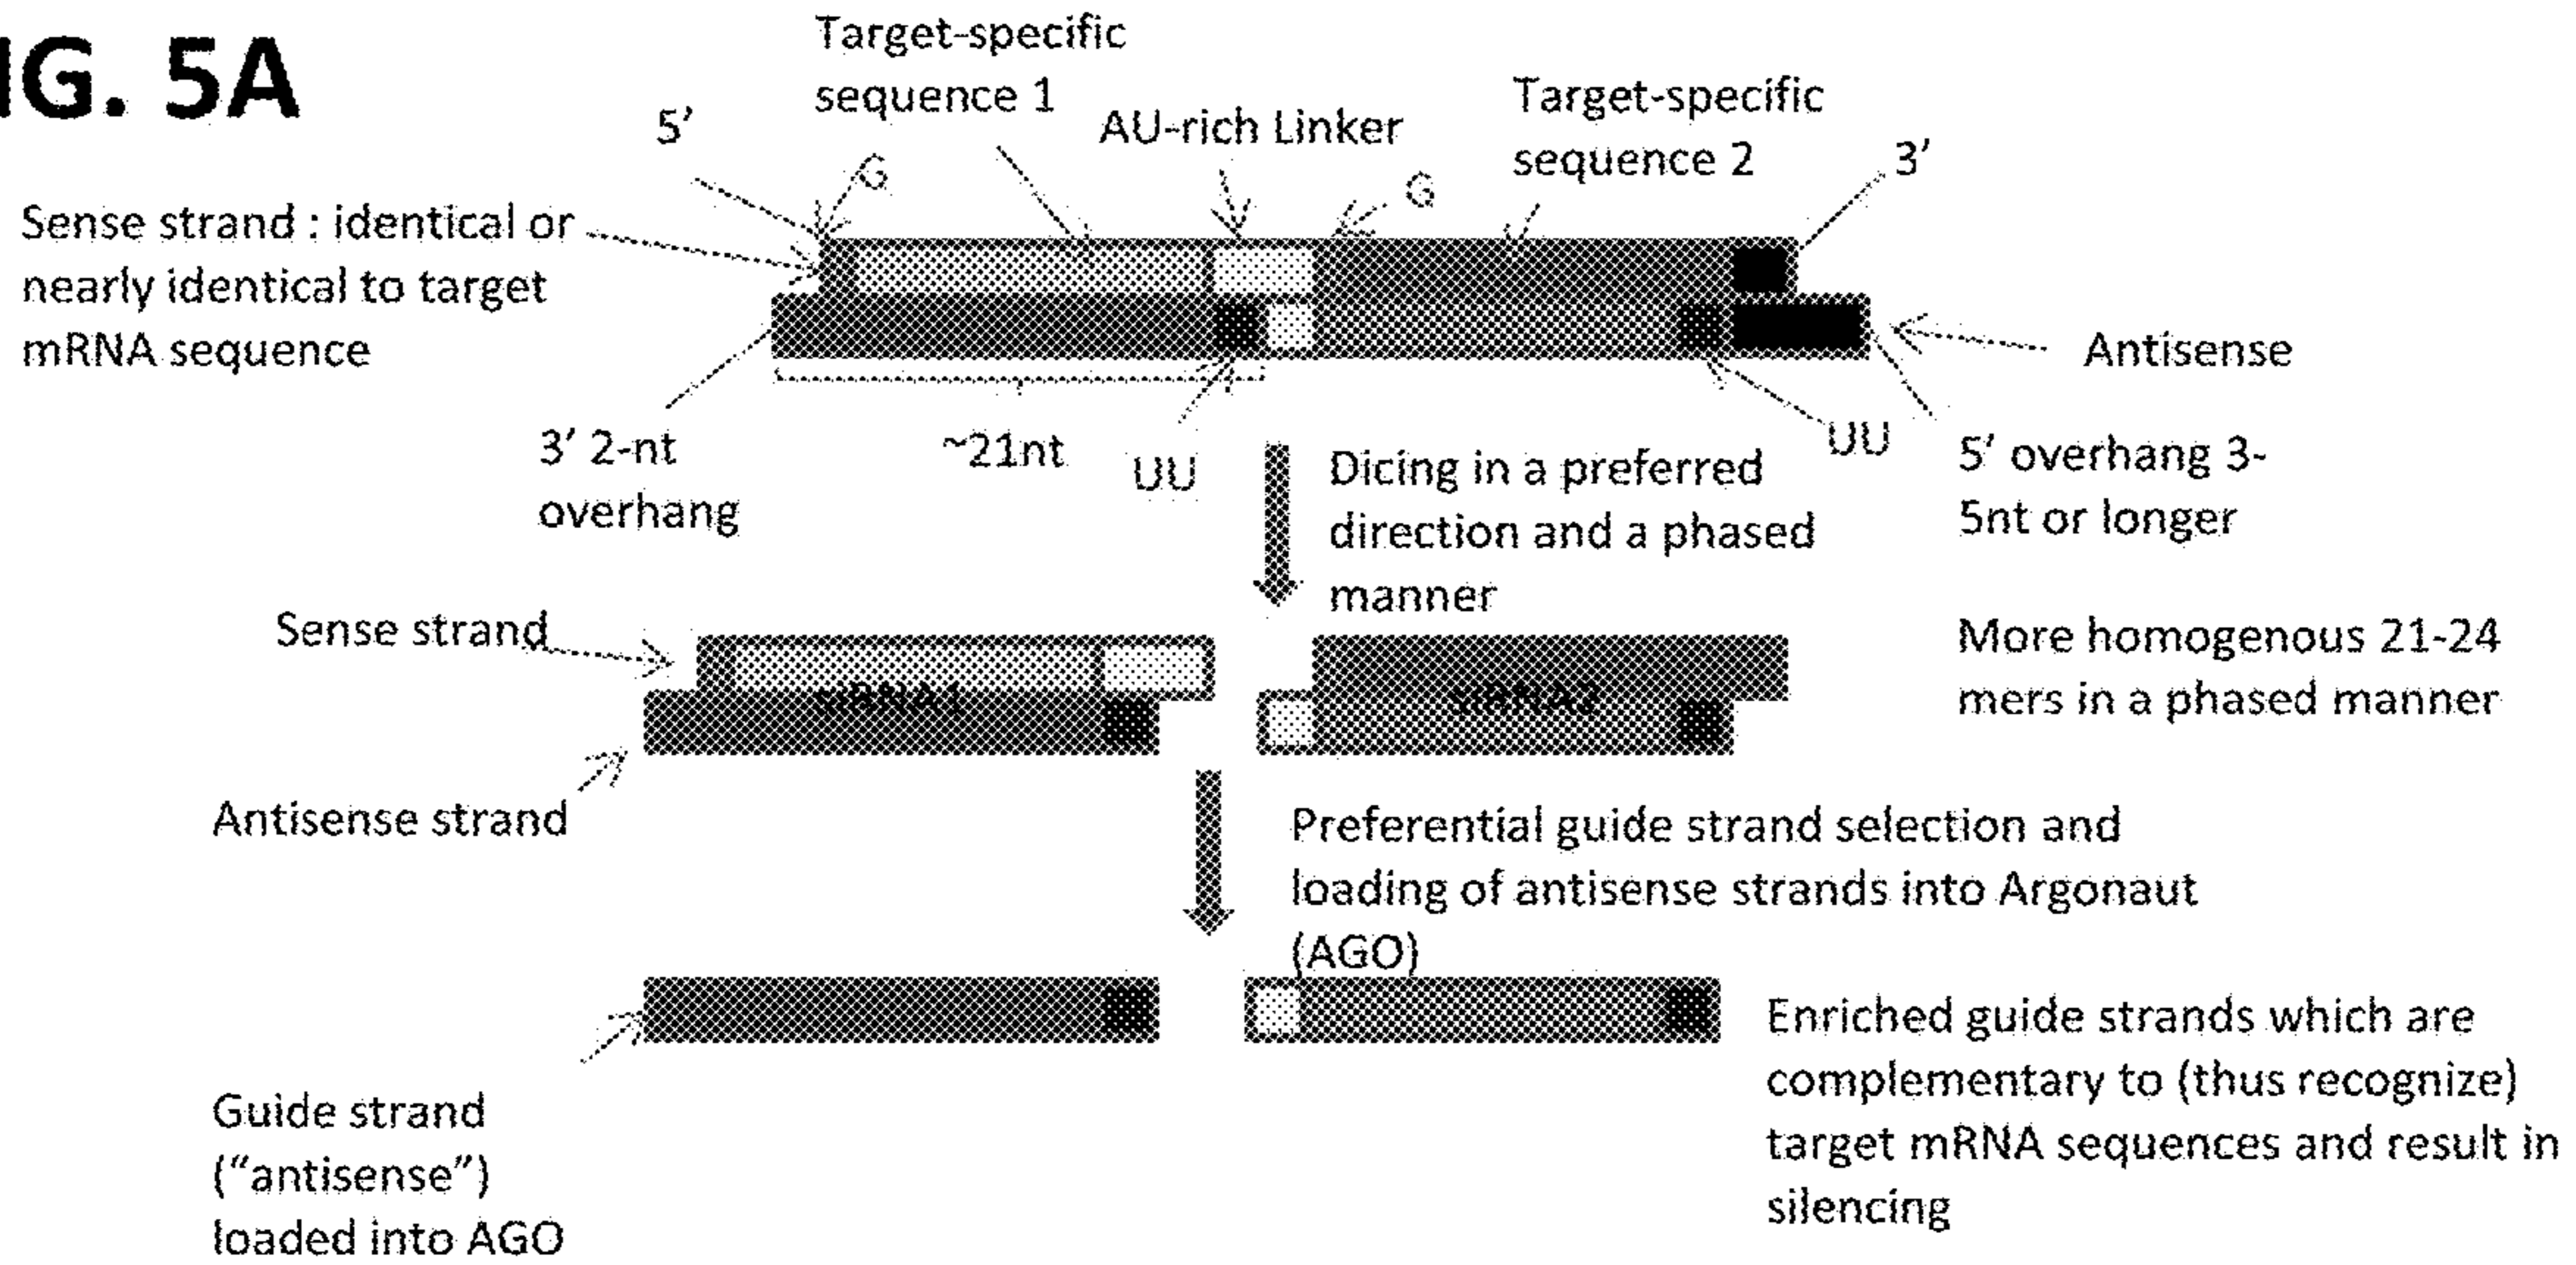 IG. 5A
Target-specific
sequence 1
5’
G
AU-rich Linker
G
Target-specific
sequence 2
3’
Sense strand : identical or
nearly identical to target
mRNA sequence
Antisense
3’ 2-nt
overhang
~21nt
UU
UU
5’ overhang 3-
5nt or longer
Dicing in a preferred
direction and a phased
manner
Sense strand
siRNA1
siRNA2
More homogenous 21-24
mers in a phased manner
Antisense strand
Preferential guide strand selection and
loading of antisense strands into Argonaut
(AGO)
Guide strand
(“antisense”)
loaded into AGO
Enriched guide strands which are
complementary to (thus recognize)
target mRNA sequences and result in
silencing